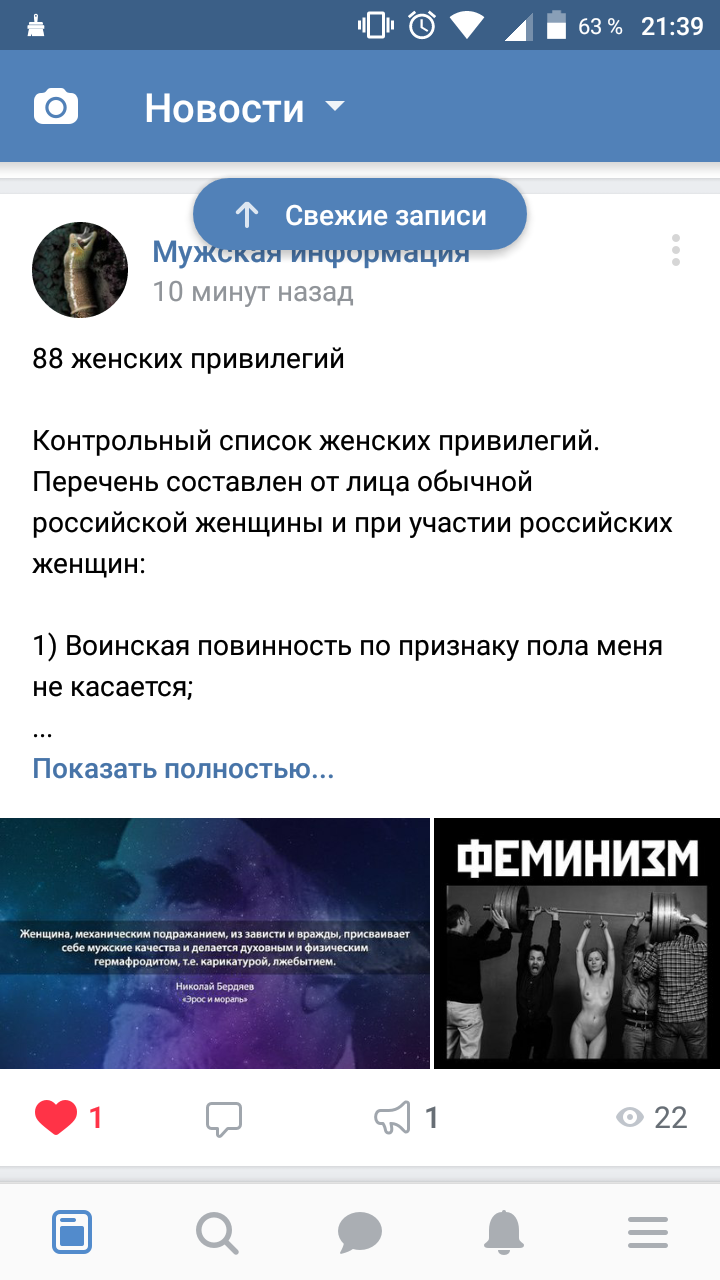 63 % 21:39
Новости
Свежие записи
Мужская информация
10 минут назад
88 женских привилегий
Контрольный список женских привилегий.
Перечень составлен от лица обычной
российской женщины и при участии российских
женщин:
1) Воинская повинность по признаку пола меня
не касается;
...
Показать полностью...
Женщина, механическим подражанием, из зависти и вражды, присваивает
себе мужские качества и делается духовным и физическим
гермафродитом, т.е. карикатурой, лжебытием.
Николай Бердяев
«Эрос и мораль»
ФЕМИНИЗМ
1
1
22